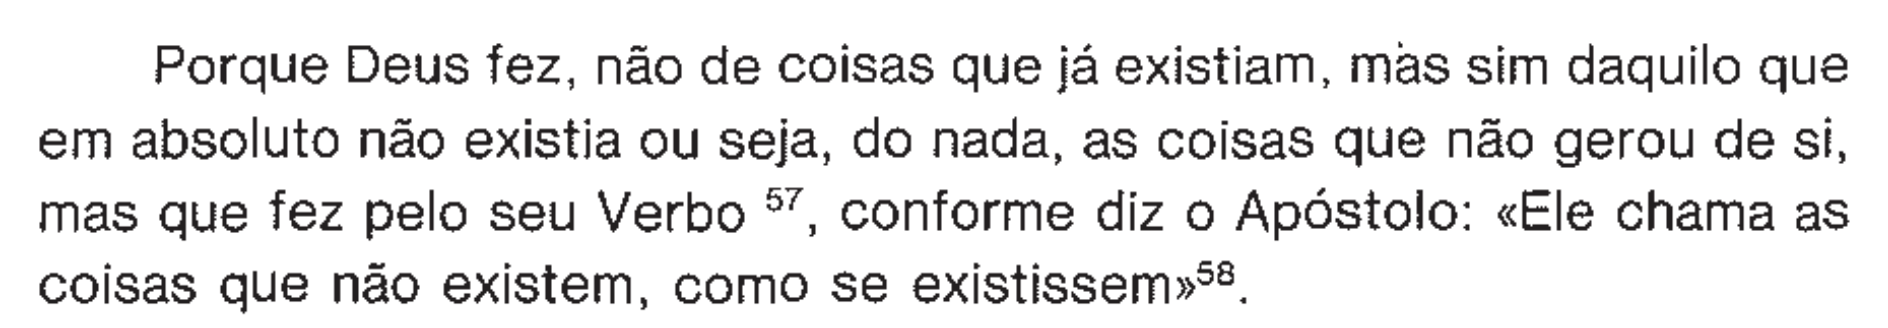 Porque Deus fez, não de coisas que já existiam, mas sim daquilo que
em absoluto não existia ou seja, do nada, as coisas que não gerou de si,
mas que fez pelo seu Verbo ⁵⁷, conforme diz o Apóstolo: «Ele chama as
coisas que não existem, como se existissem»⁵⁸.